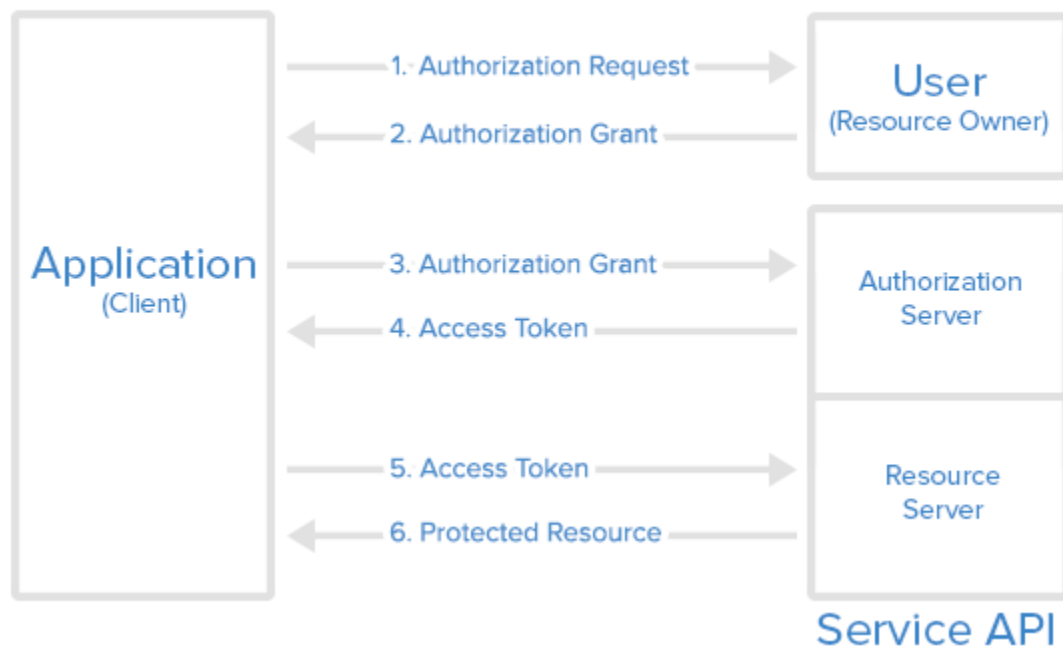 1. Authorization Request
User
(Resource Owner)
2. Authorization Grant
Application
(Client)
3. Authorization Grant
Authorization
Server
4. Access Token
5. Access Token
Resource
Server
6. Protected Resource
Service API